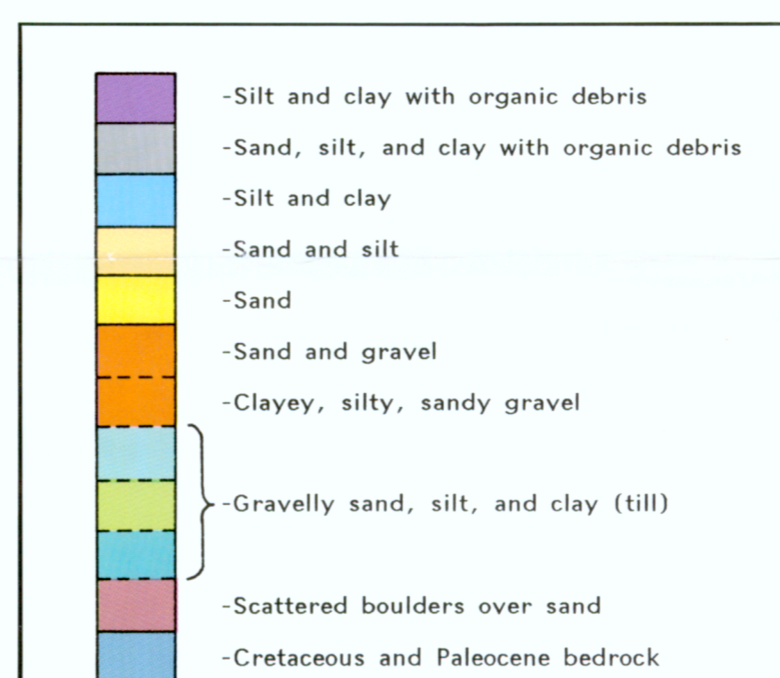 -Silt and clay with organic debris
-Sand, silt, and clay with organic debris
-Silt and clay
-Sand and silt
-Sand
-Sand and gravel
-Clayey, silty, sandy gravel
-Gravelly sand, silt, and clay (till)
-Scattered boulders over sand
-Cretaceous and Paleocene bedrock